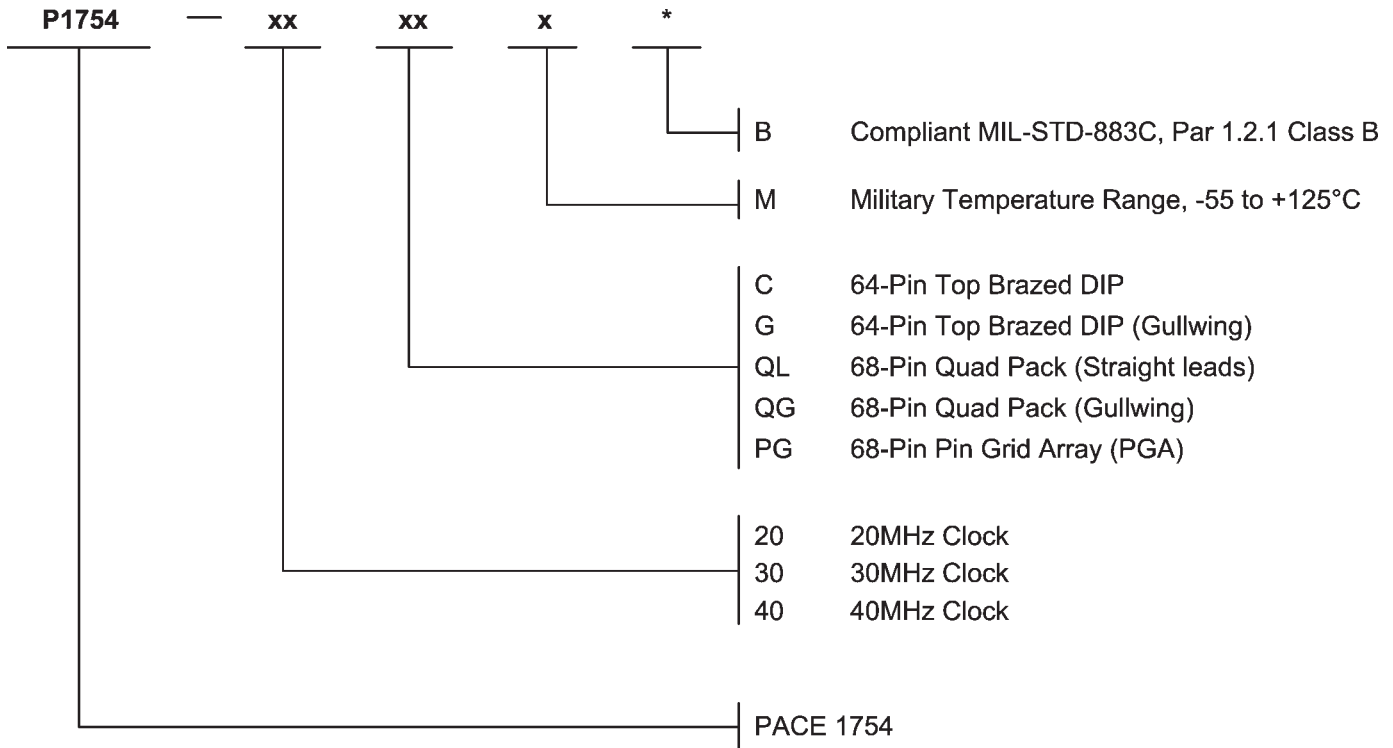 P1754 — xx xx x *
B Compliant MIL-STD-883C, Par 1.2.1 Class B
M Military Temperature Range, -55 to +125°C
C 64-Pin Top Brazed DIP
G 64-Pin Top Brazed DIP (Gullwing)
QL 68-Pin Quad Pack (Straight leads)
QG 68-Pin Quad Pack (Gullwing)
PG 68-Pin Pin Grid Array (PGA)
20 20MHz Clock
30 30MHz Clock
40 40MHz Clock
PACE 1754